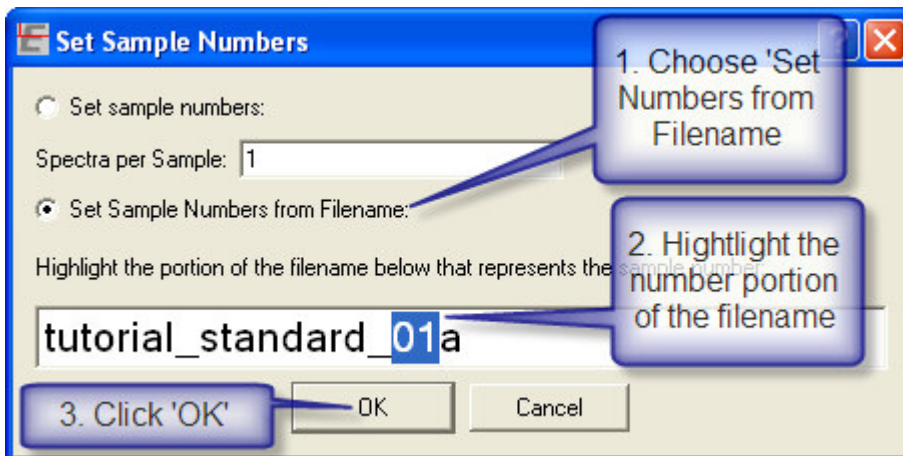 Set Sample Numbers
1. Choose 'Set
Numbers from
Filename
Set sample numbers:
Spectra per Sample: 1
Set Sample Numbers from Filename:
2. Hightlight the
number portion
of the filename
Highlight the portion of the filename below that represents the sample number
tutorial_standard_01a
3. Click 'OK'
OK
Cancel